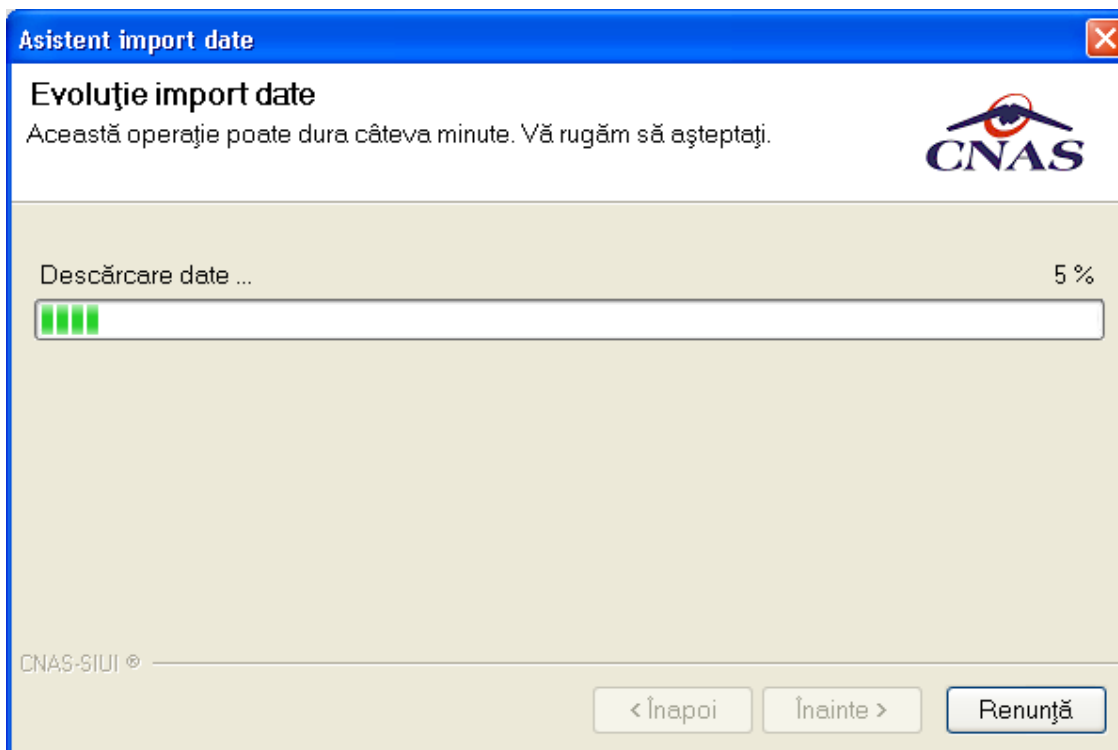 Asistent import date
Evoluţie import date
Această operaţie poate dura câteva minute. Vă rugăm să aşteptaţi.
CNAS
Descărcare date ... 5 %
CNAS-SIUI ®
< Înapoi Înainte > Renunţă